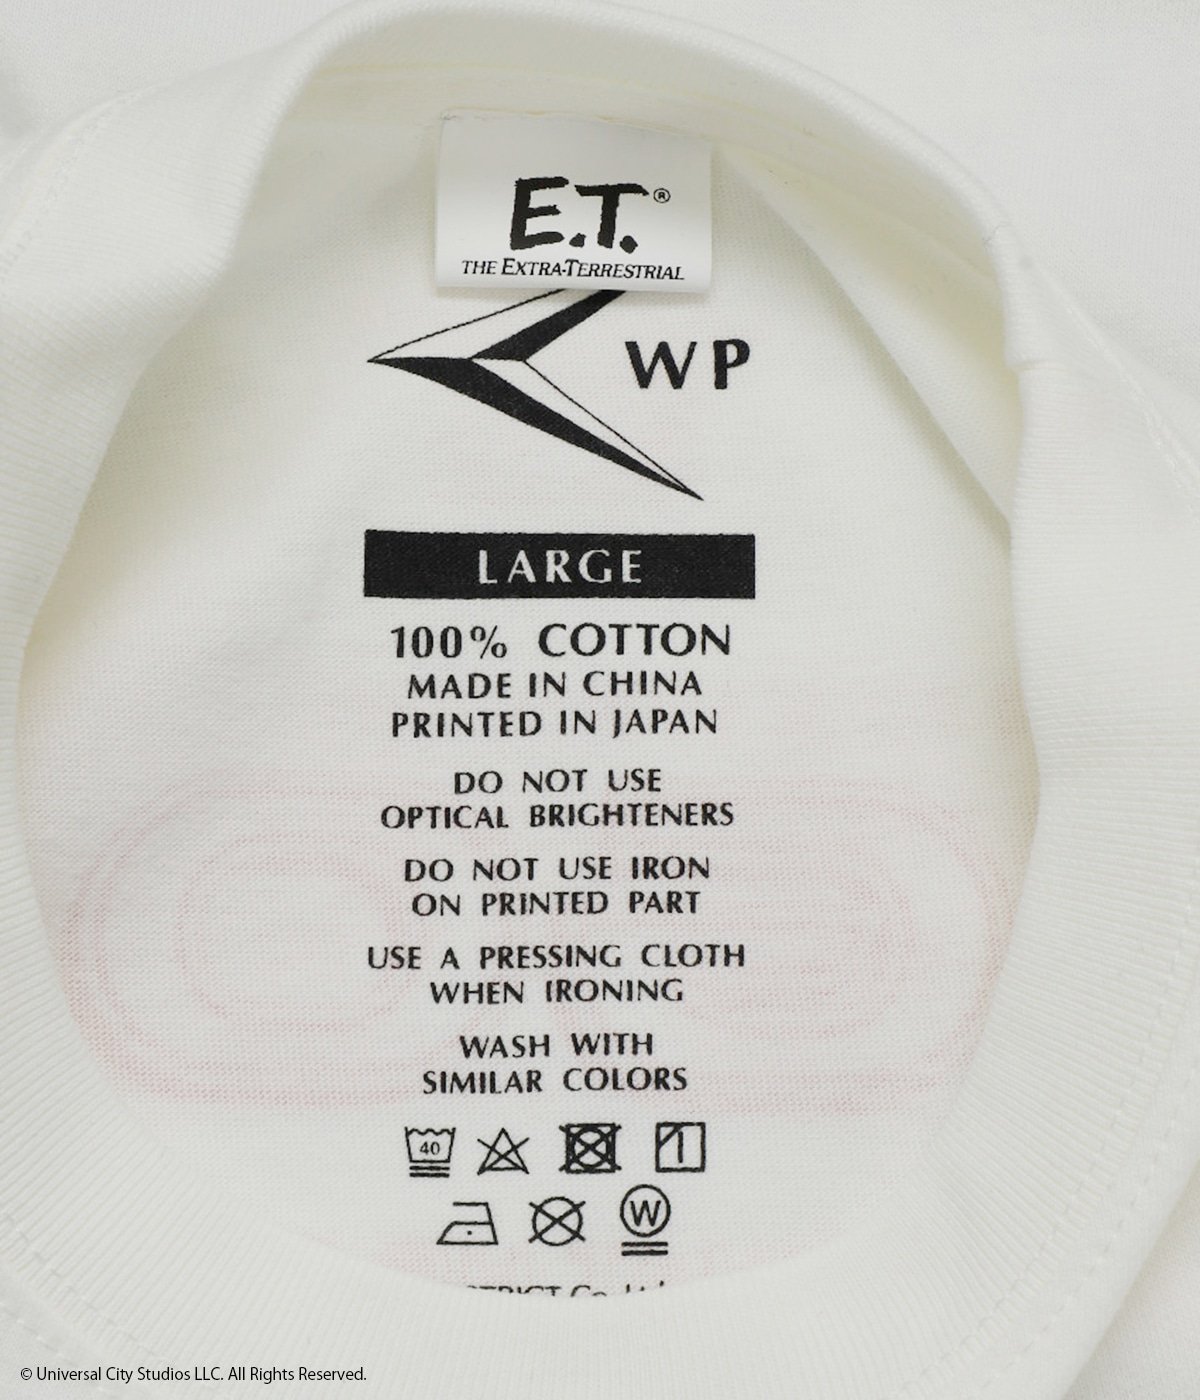 E.T.®
THE EXTRA-TERRESTRIAL
WP
LARGE
100% COTTON
MADE IN CHINA
PRINTED IN JAPAN
DO NOT USE
OPTICAL BRIGHTENERS
DO NOT USE IRON
ON PRINTED PART
USE A PRESSING CLOTH
WHEN IRONING
WASH WITH
SIMILAR COLORS
40
W
© Universal City Studios LLC. All Rights Reserved.